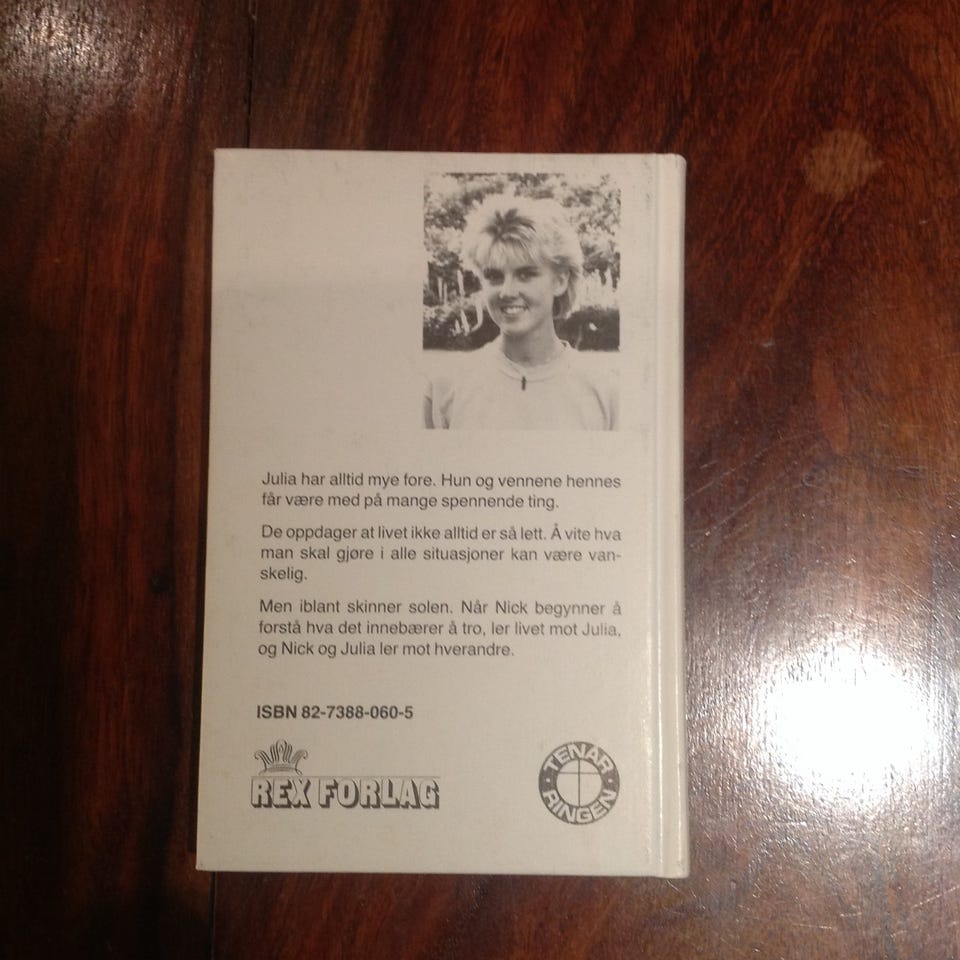 Julia har alltid mye fore. Hun og vennene hennes
får være med på mange spennende ting.
De oppdager at livet ikke alltid er så lett. Å vite hva
man skal gjøre i alle situasjoner kan være van-
skelig.
Men iblant skinner solen. Når Nick begynner å
forstå hva det innebærer å tro, ler livet mot Julia,
og Nick og Julia ler mot hverandre.
ISBN 82-7388-060-5
REX FORLAG
TENÅR
RINGEN